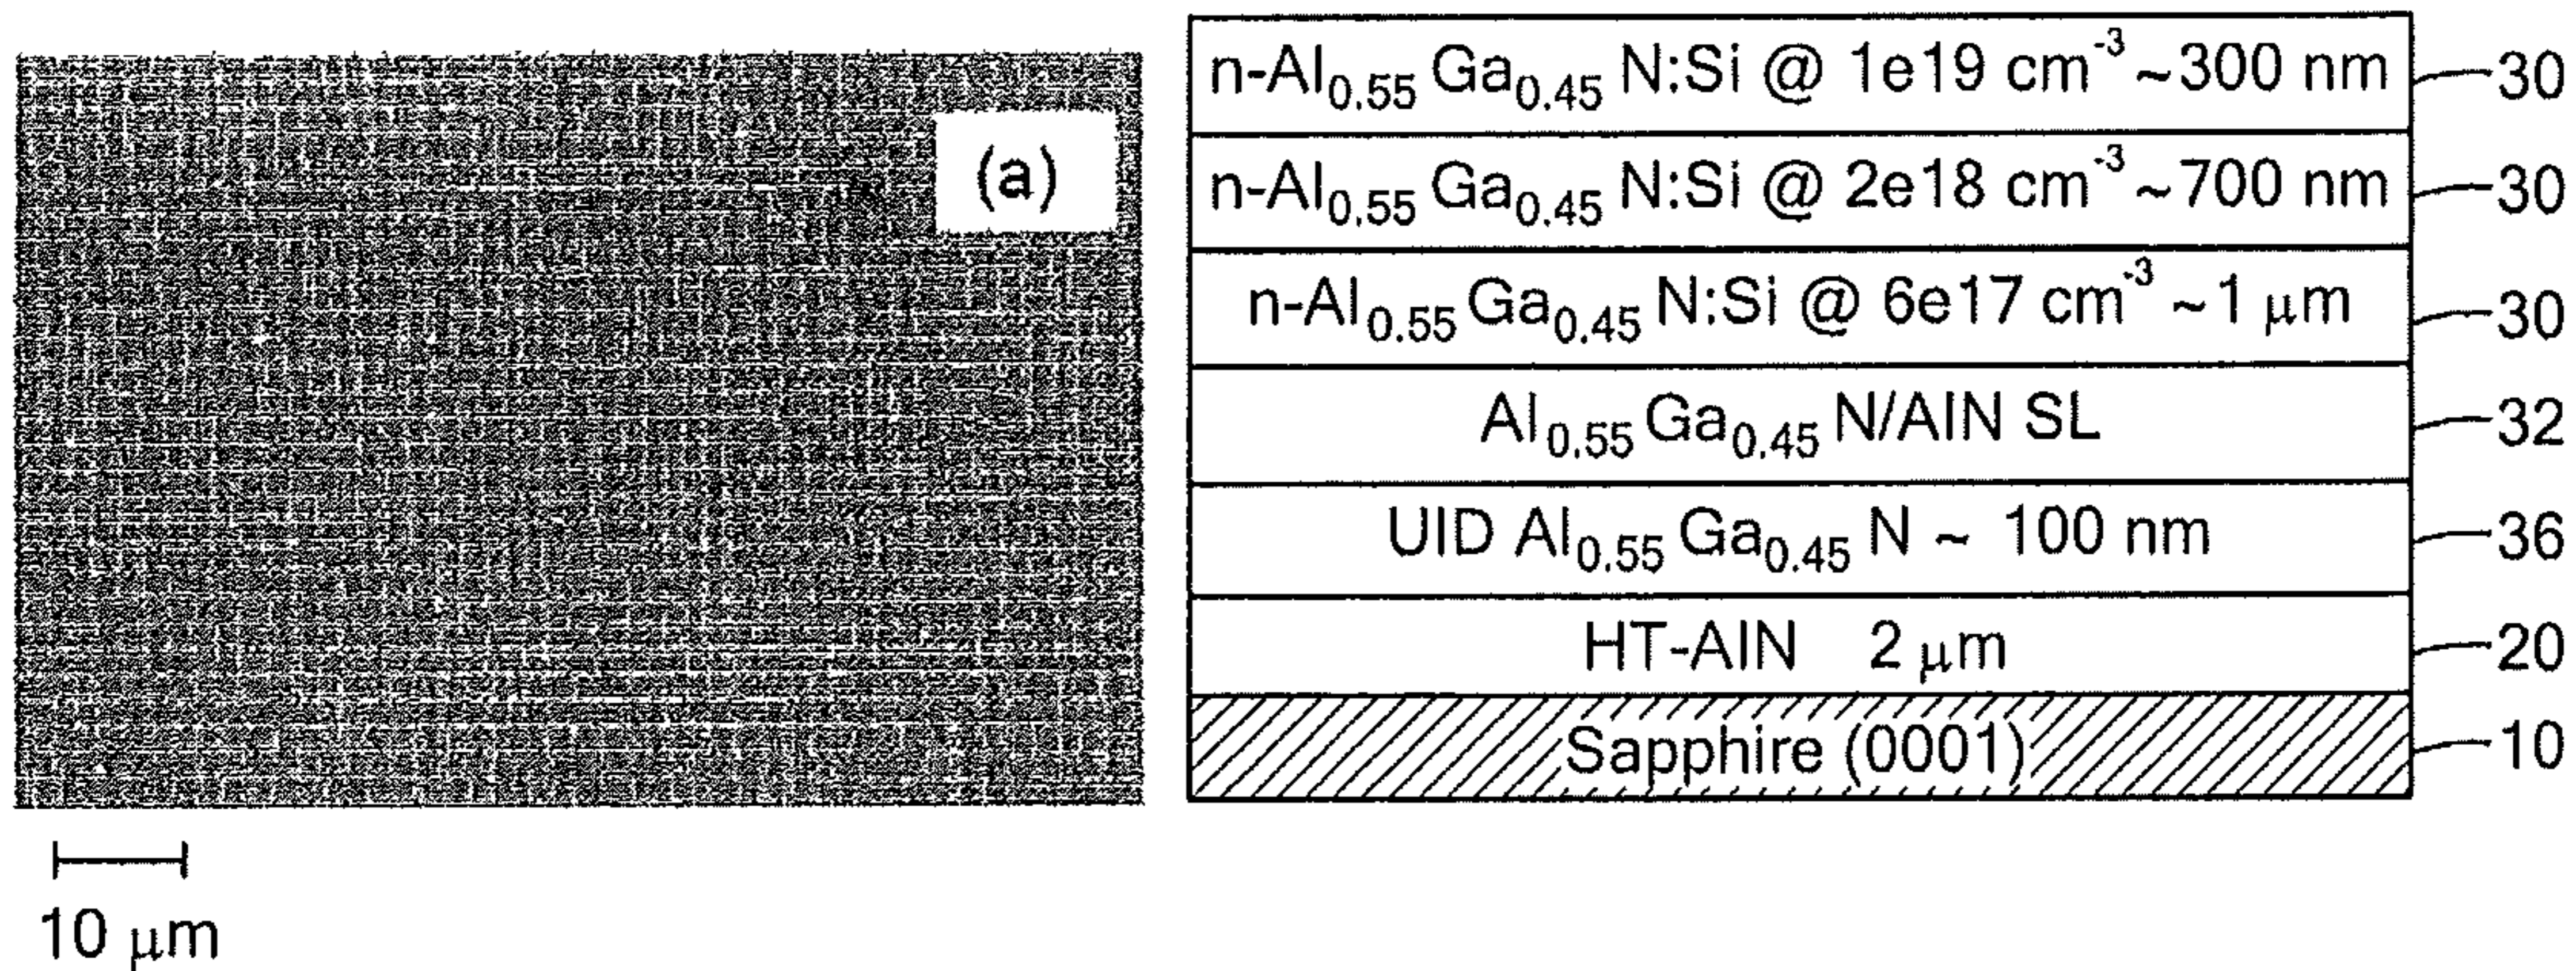 (a)
10 μm
n-Al0.55 Ga0.45 N:Si @ 1e19 cm-3 ~300 nm 30
n-Al0.55 Ga0.45 N:Si @ 2e18 cm-3 ~700 nm 30
n-Al0.55 Ga0.45 N:Si @ 6e17 cm-3 ~1 μm 30
Al0.55 Ga0.45 N/AlN SL 32
UID Al0.55 Ga0.45 N ~ 100 nm 36
HT-AlN 2 μm 20
Sapphire (0001) 10